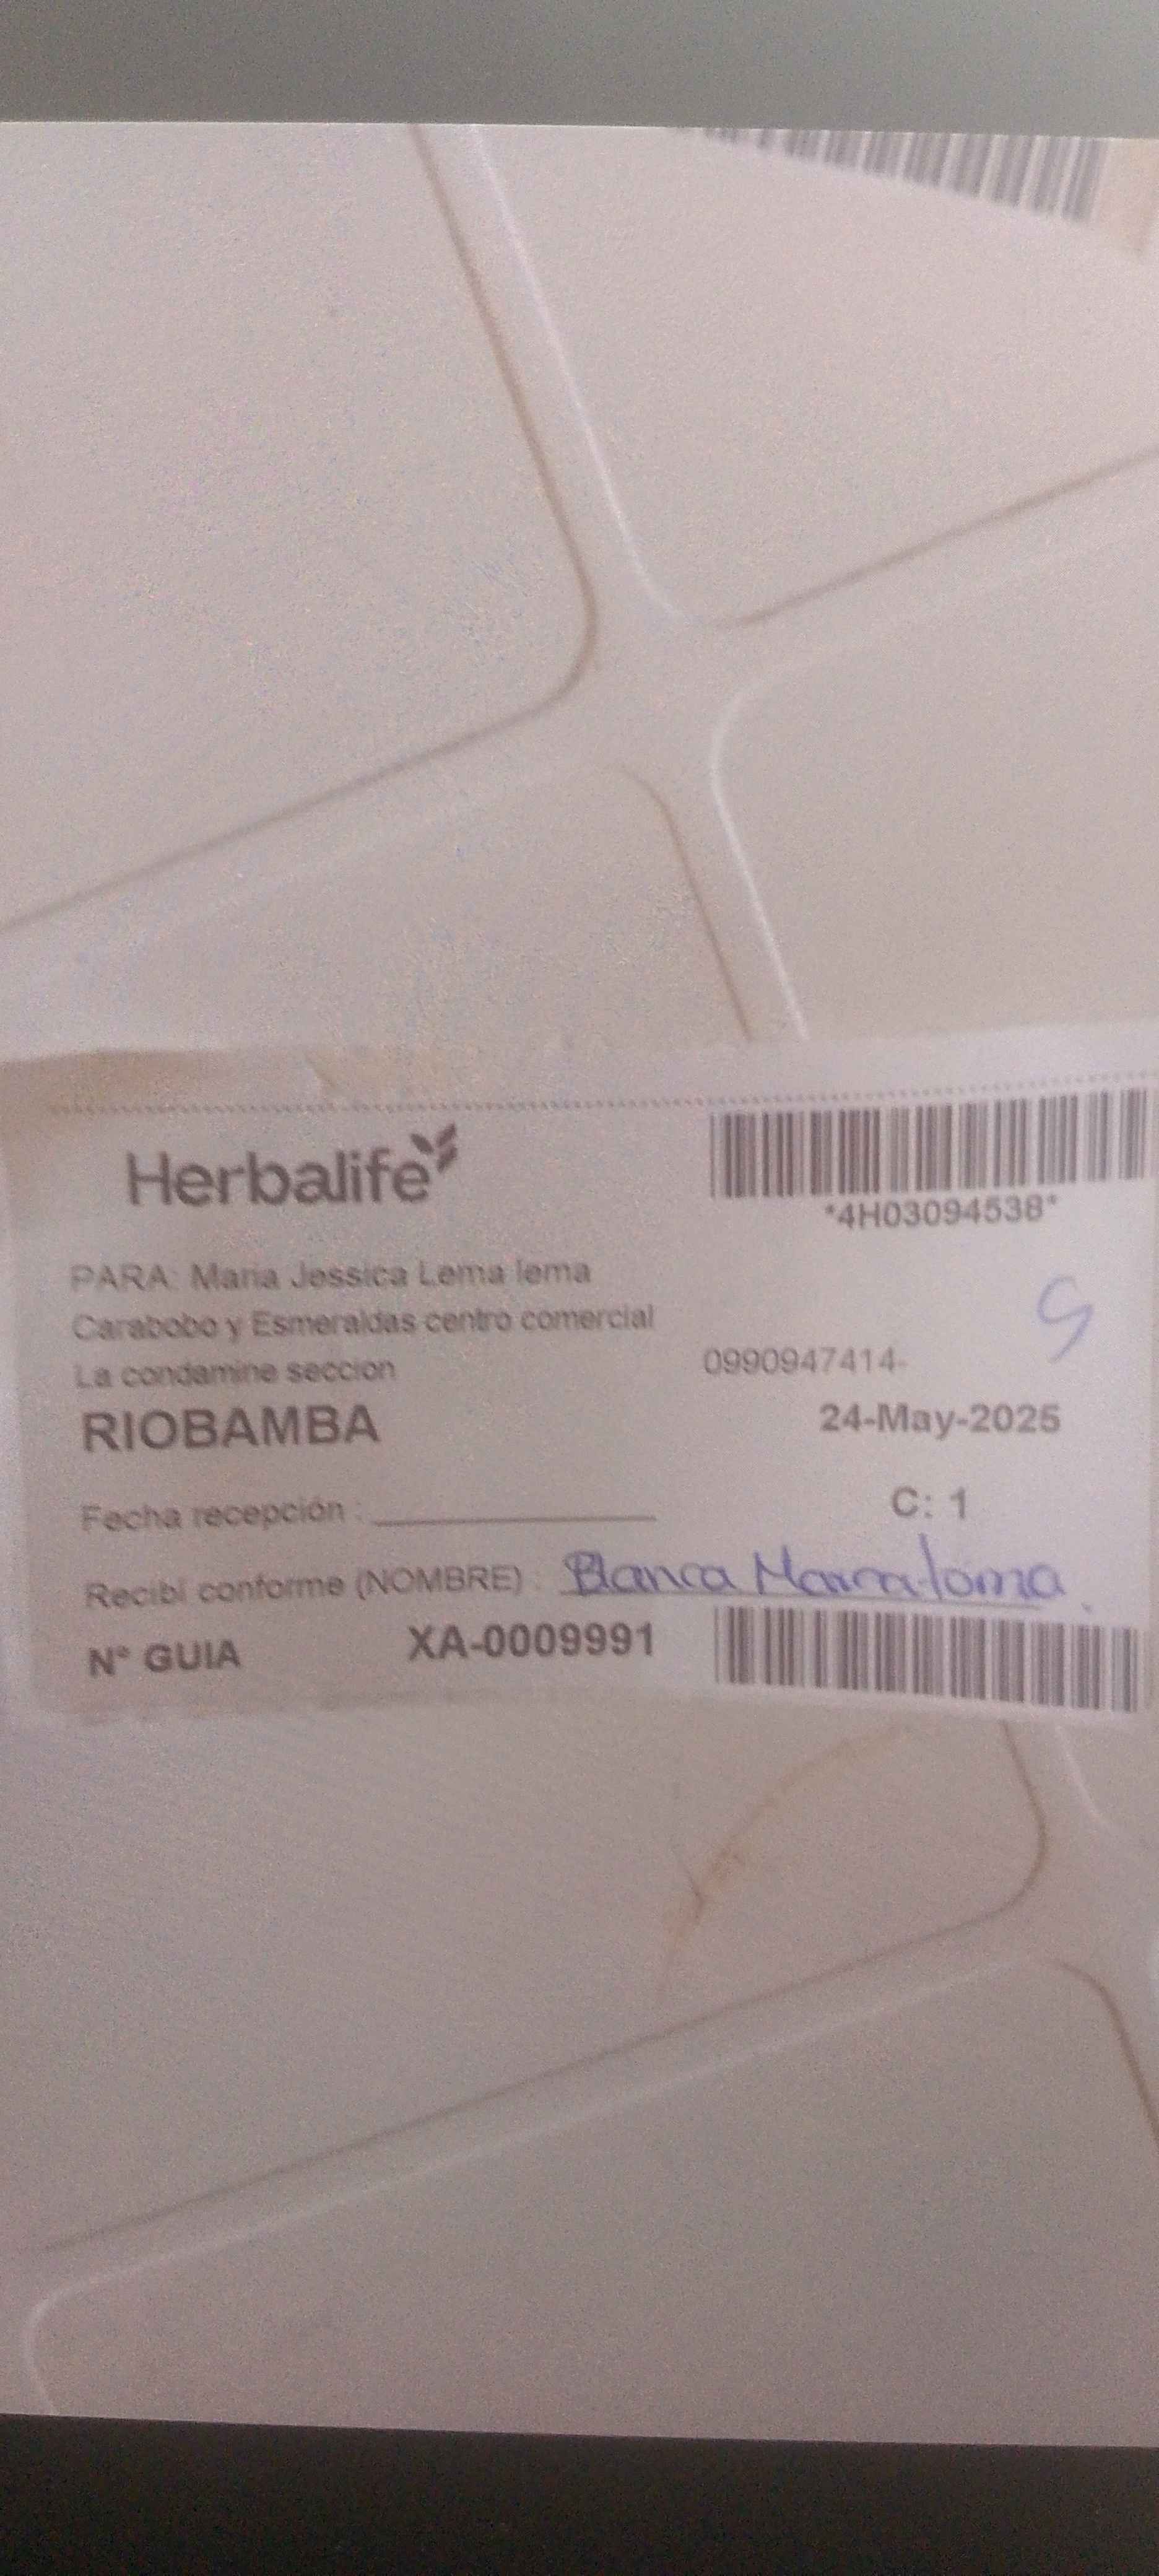 Herbalife
*4H03094538*
PARA: Maria Jessica Lema lema
Carabobo y Esmeraldas centro comercial
La condamine seccion 0990947414-
RIOBAMBA 24-May-2025
Fecha recepción :
C: 1
Recibí conforme (NOMBRE) : Blanca
N° GUIA XA-0009991